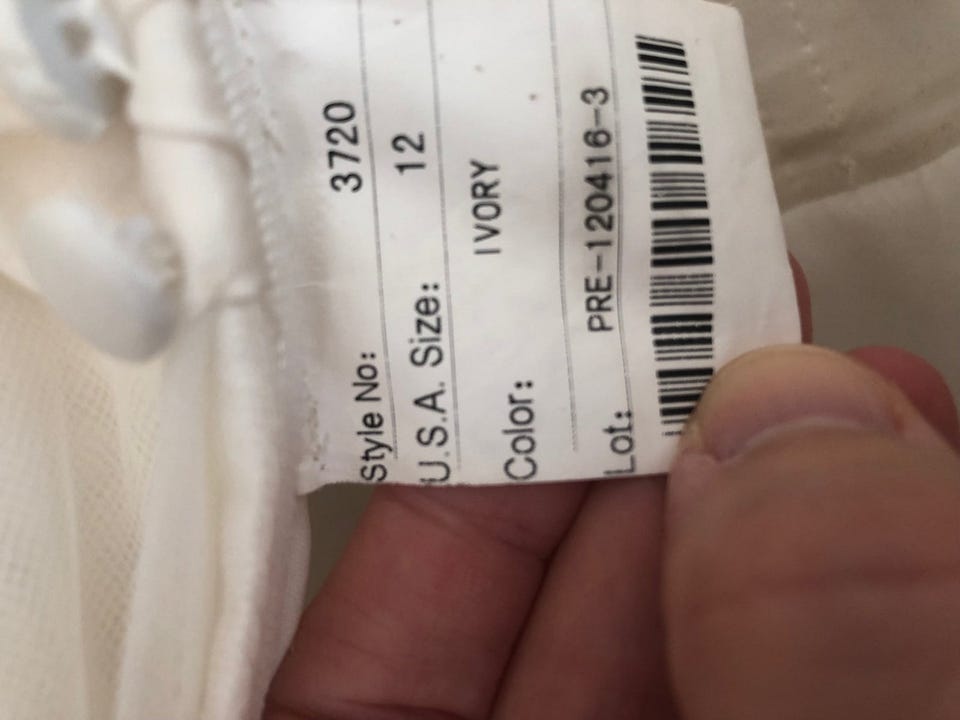 Style No: 3720
U.S.A. Size: 12
Color: IVORY
Lot: PRE-120416-3